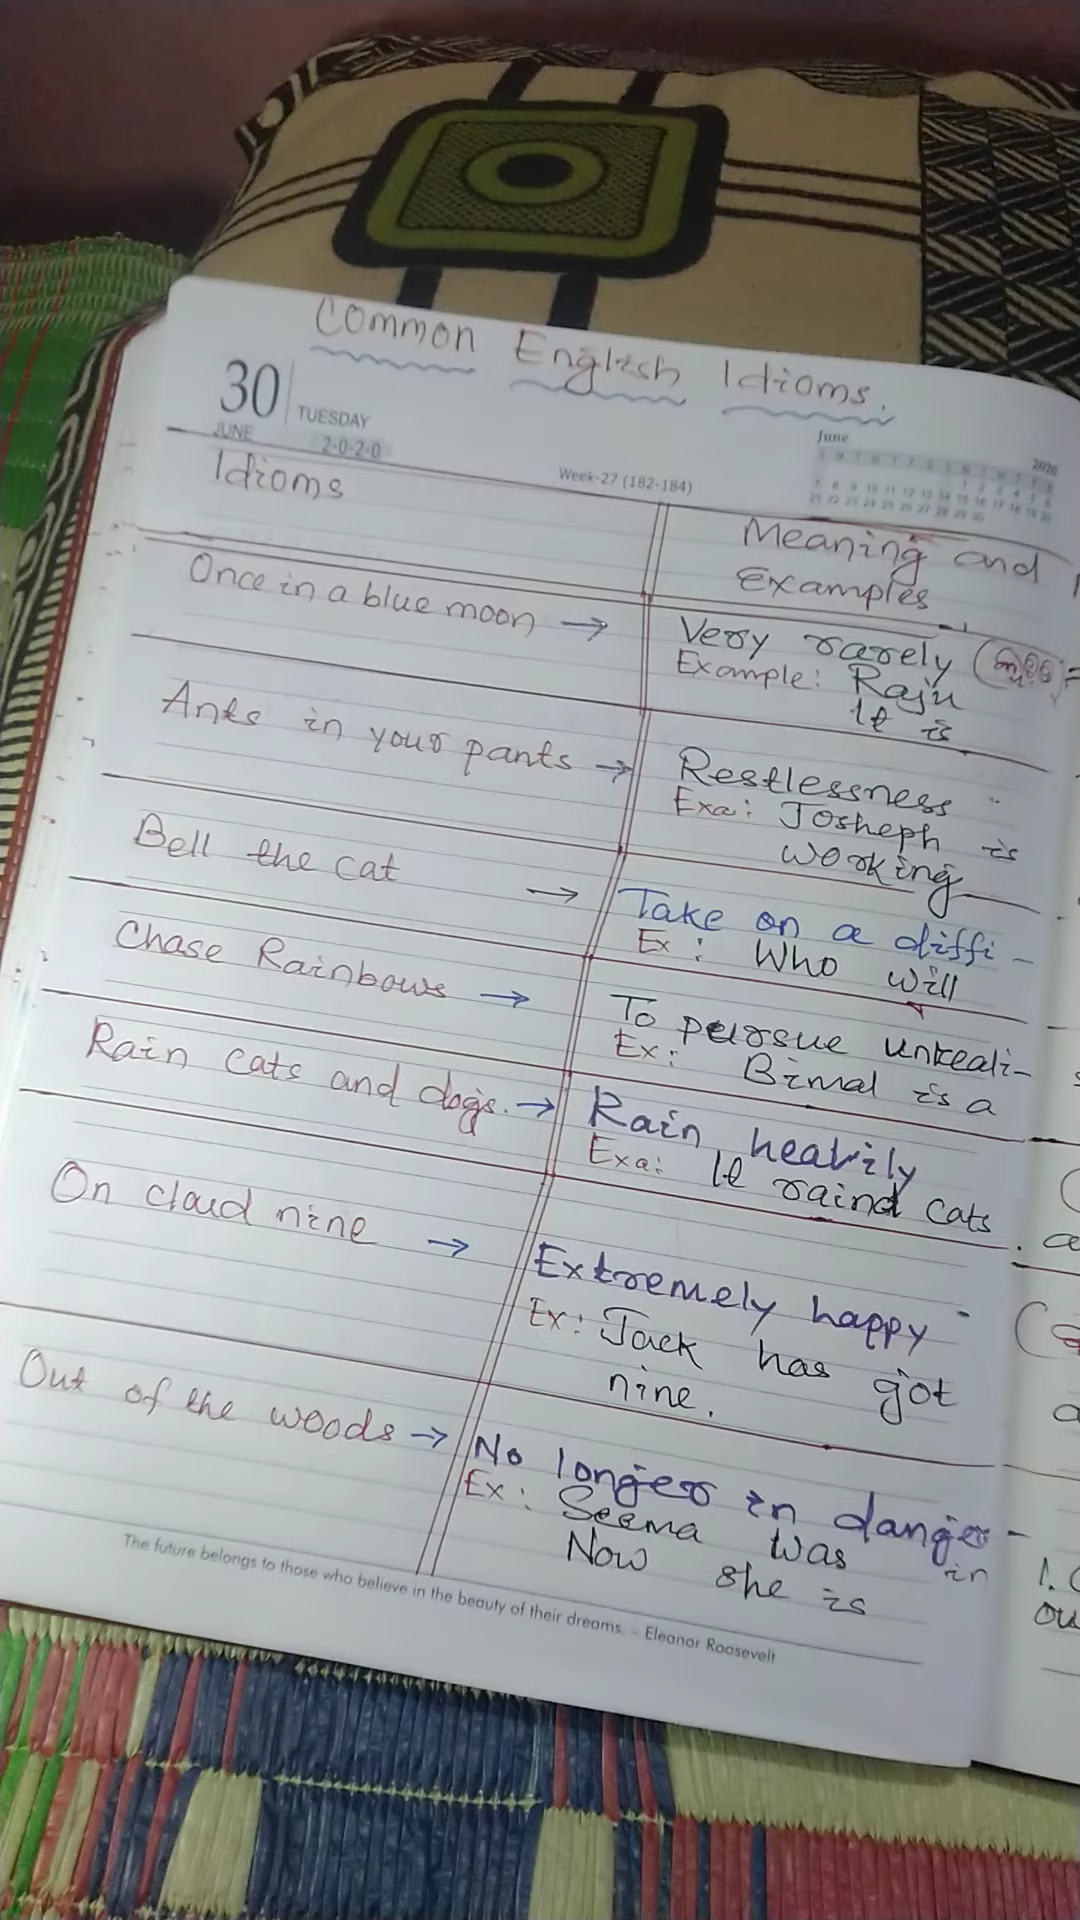 Common English Idioms.
30 TUESDAY
JUNE 2-0-2-0
June 2020
Week-27 (182-184)
Idioms
Meaning and
Examples
Once in a blue moon →
Very rarely
Example: Raju
It is
Ants in your pants →
Restlessness
Exa: Josheph is
working
Bell the cat →
Take on a diffi-
Ex: Who will
Chase Rainbows →
To peursue unreali-
Ex: Bimal is a
Rain cats and dogs. →
Rain heavily
Exa: It raind cats
On cloud nine →
Extremely happy
Ex: Jack has got
nine.
Out of the woods →
No longer in danger-
Ex: Seema was in
Now she is
The future belongs to those who believe in the beauty of their dreams. - Eleanor Roosevelt